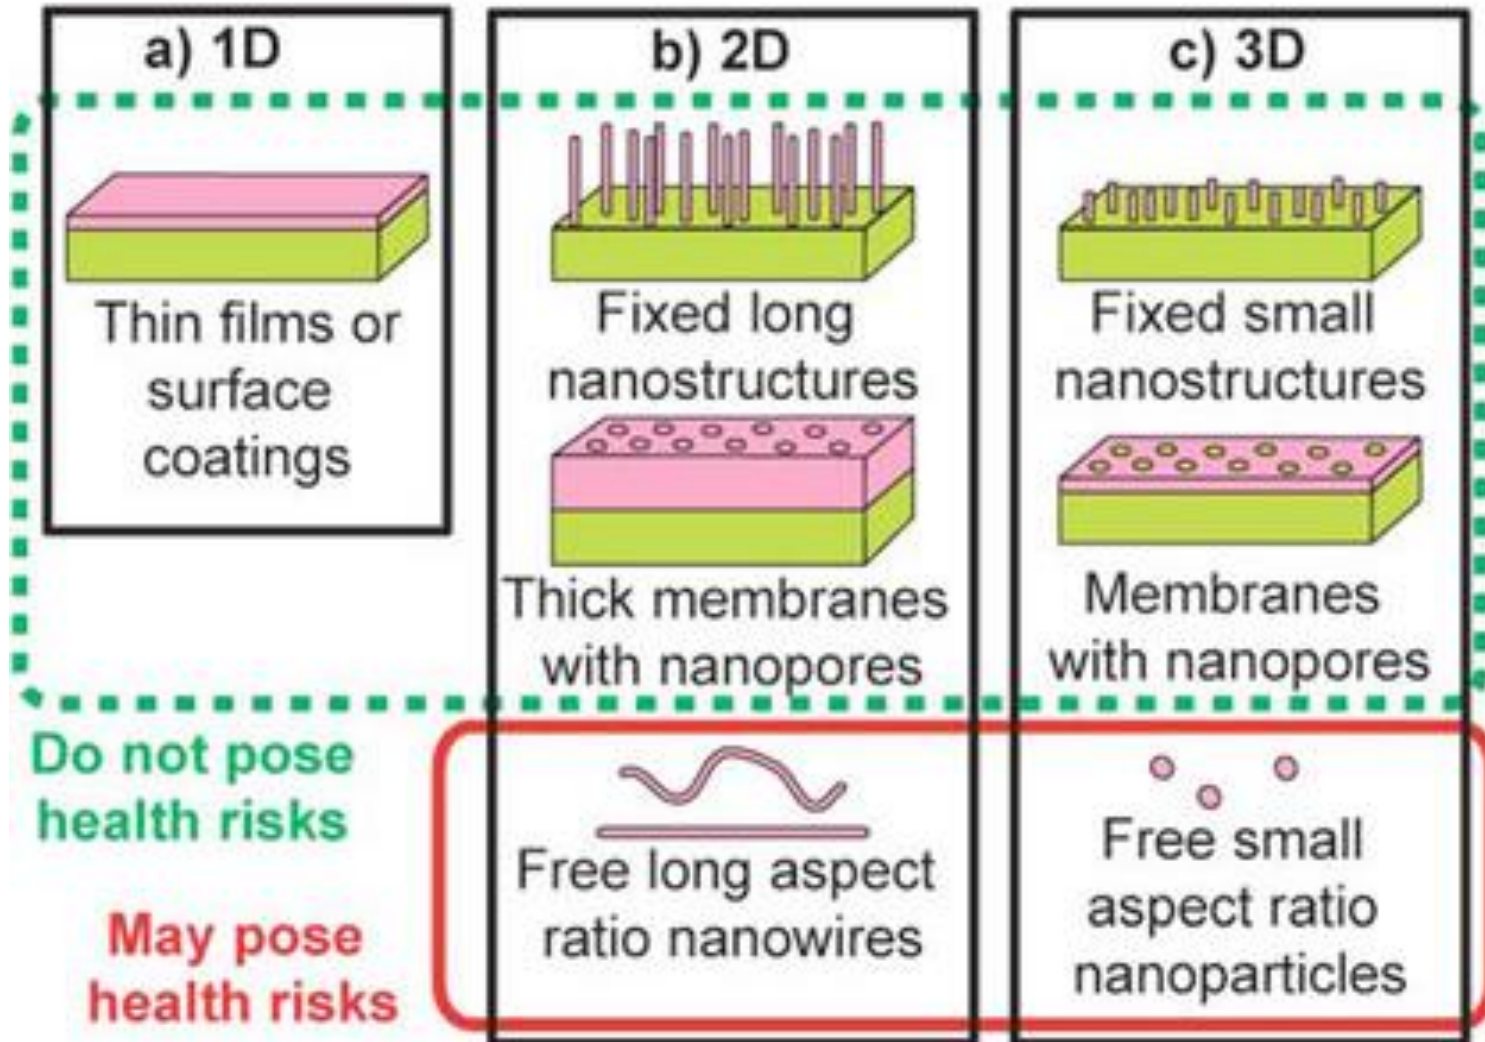 a) 1D
Thin films or
surface
coatings
b) 2D
Fixed long
nanostructures
Thick membranes
with nanopores
Free long aspect
ratio nanowires
c) 3D
Fixed small
nanostructures
Membranes
with nanopores
Free small
aspect ratio
nanoparticles
Do not pose
health risks
May pose
health risks